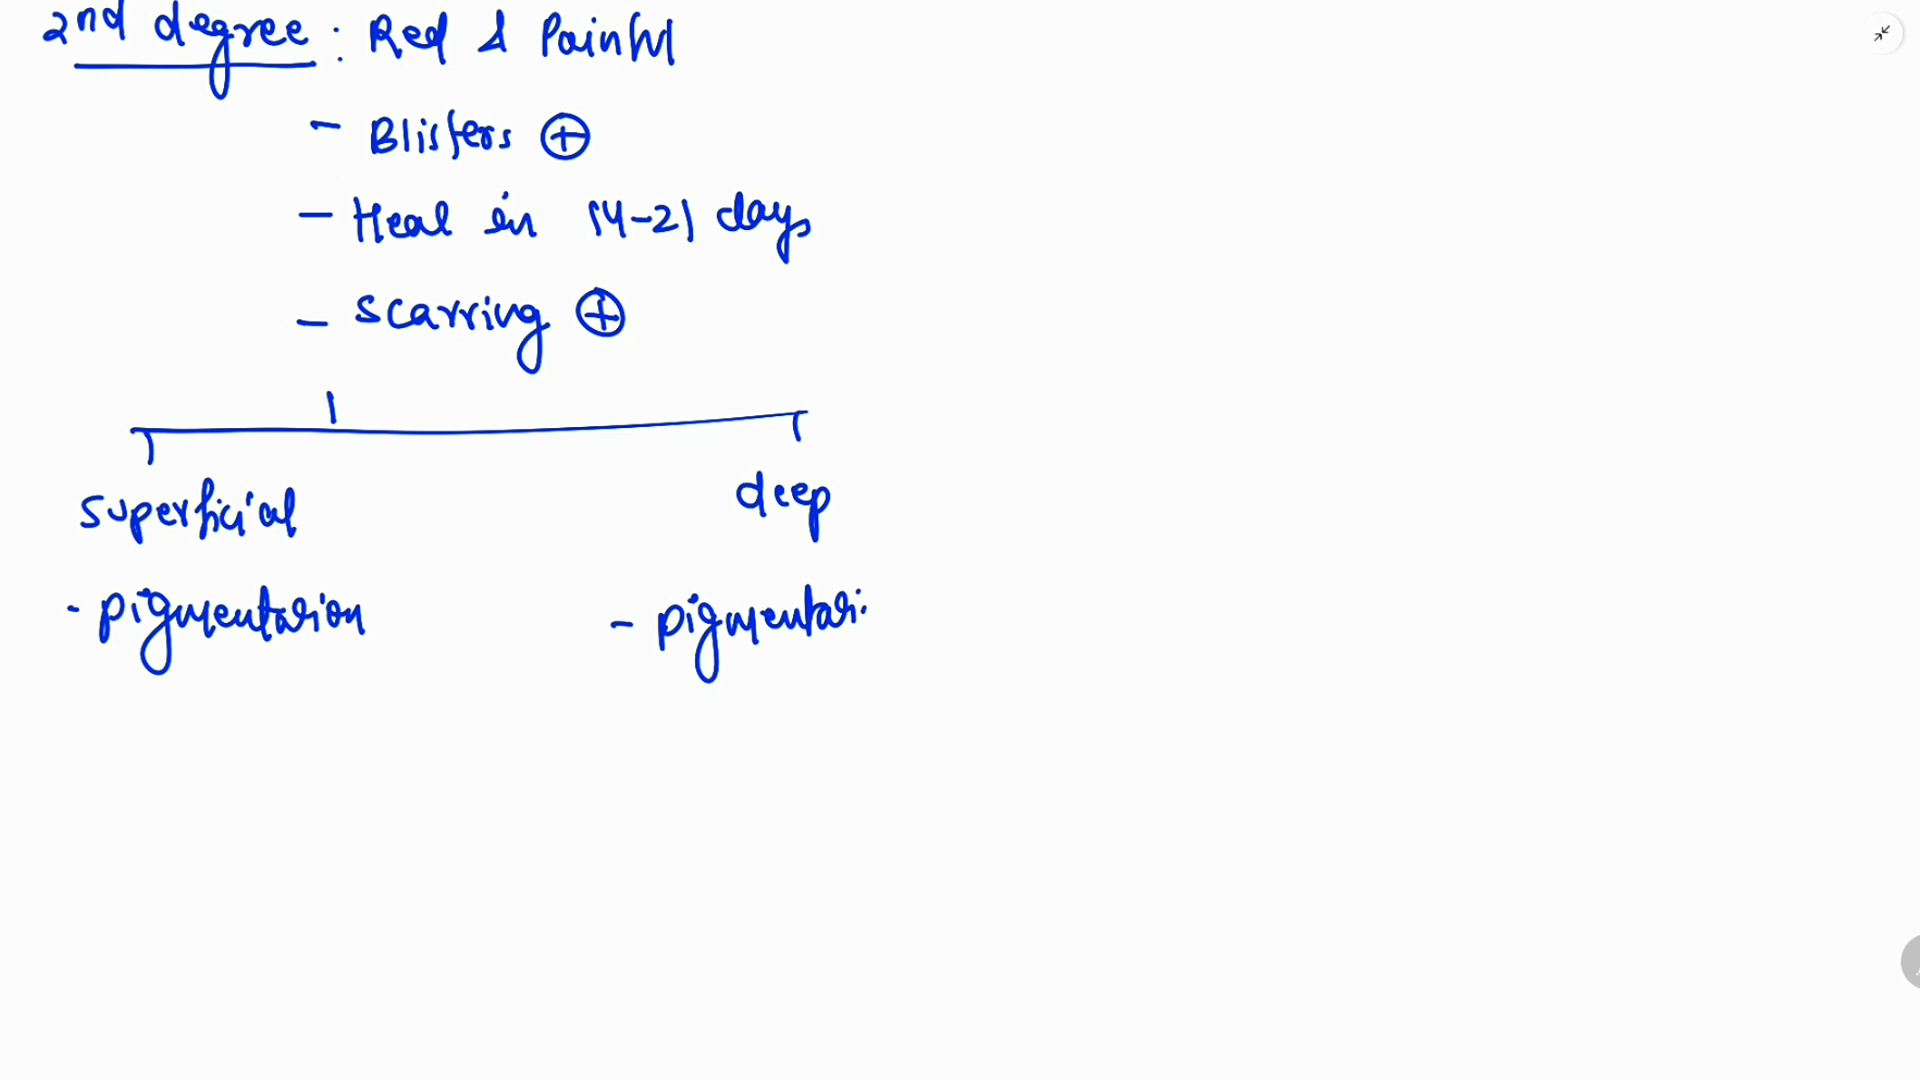 2nd degree : Red & Painful
- Blisters ⊕
- Heal in 14-21 days
- Scarring ⊕
superficial deep
- pigmentation - pigmentati